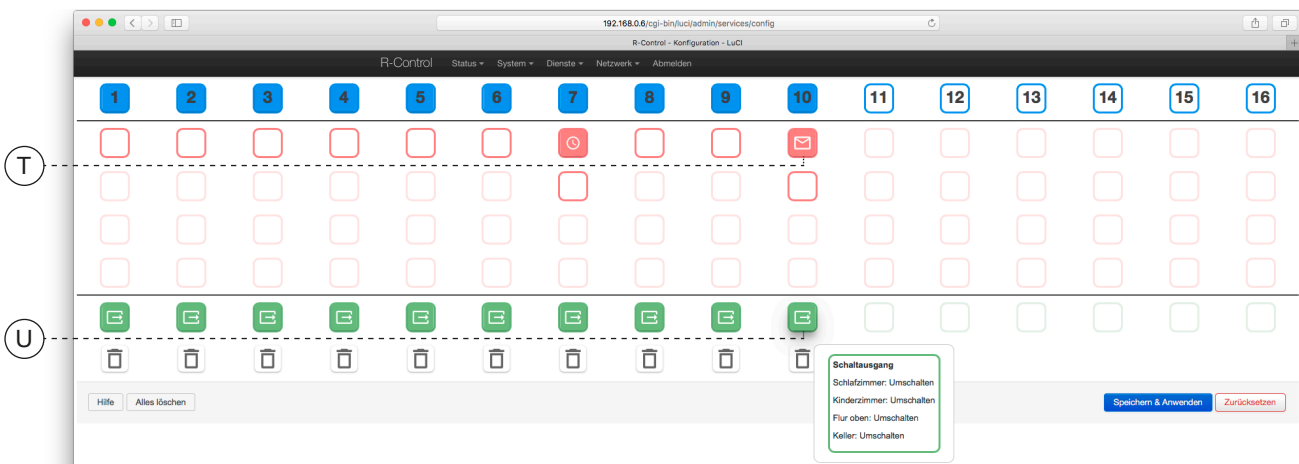 192.168.0.6/cgi-bin/luci/admin/services/config
R-Control - Konfiguration - LuCI
R-Control Status System Dienste Netzwerk Abmelden
1 2 3 4 5 6 7 8 9 10 11 12 13 14 15 16
T
U
Schaltausgang
Schlafzimmer: Umschalten
Kinderzimmer: Umschalten
Flur oben: Umschalten
Keller: Umschalten
Hilfe Alles löschen Speichern & Anwenden Zurücksetzen